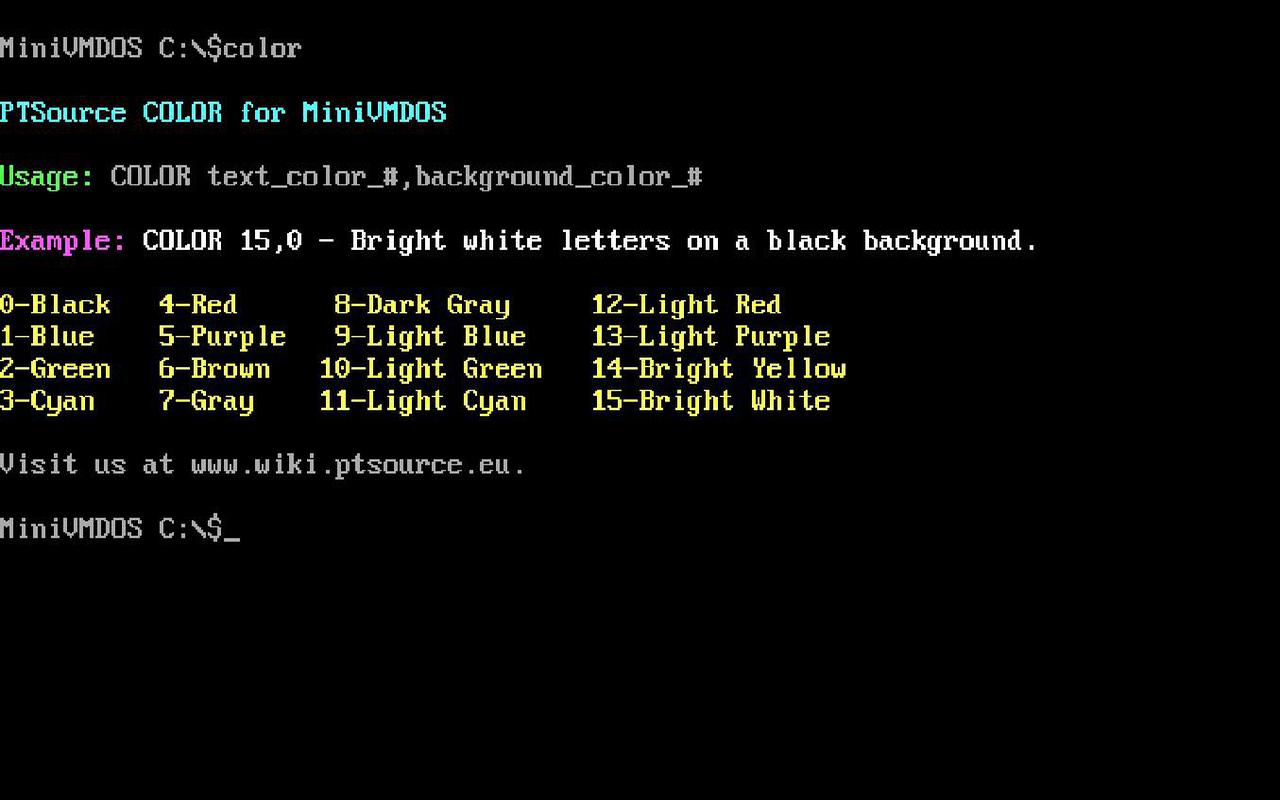 MiniVMDOS C:\$color
PTSource COLOR for MiniVMDOS
Usage: COLOR text_color_#,background_color_#
Example: COLOR 15,0 - Bright white letters on a black background.
0-Black   4-Red      8-Dark Gray     12-Light Red
1-Blue    5-Purple   9-Light Blue    13-Light Purple
2-Green   6-Brown   10-Light Green   14-Bright Yellow
3-Cyan    7-Gray    11-Light Cyan    15-Bright White
Visit us at www.wiki.ptsource.eu.
MiniVMDOS C:\$_